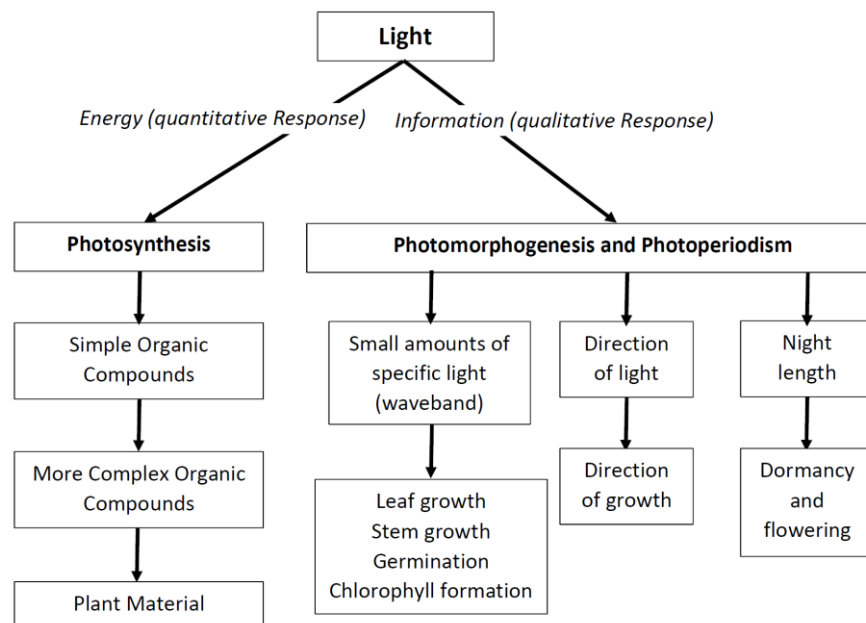 Light
Energy (quantitative Response)
Information (qualitative Response)
Photosynthesis
Simple Organic
Compounds
More Complex Organic
Compounds
Plant Material
Photomorphogenesis and Photoperiodism
Small amounts of
specific light
(waveband)
Leaf growth
Stem growth
Germination
Chlorophyll formation
Direction
of light
Direction
of growth
Night
length
Dormancy
and
flowering